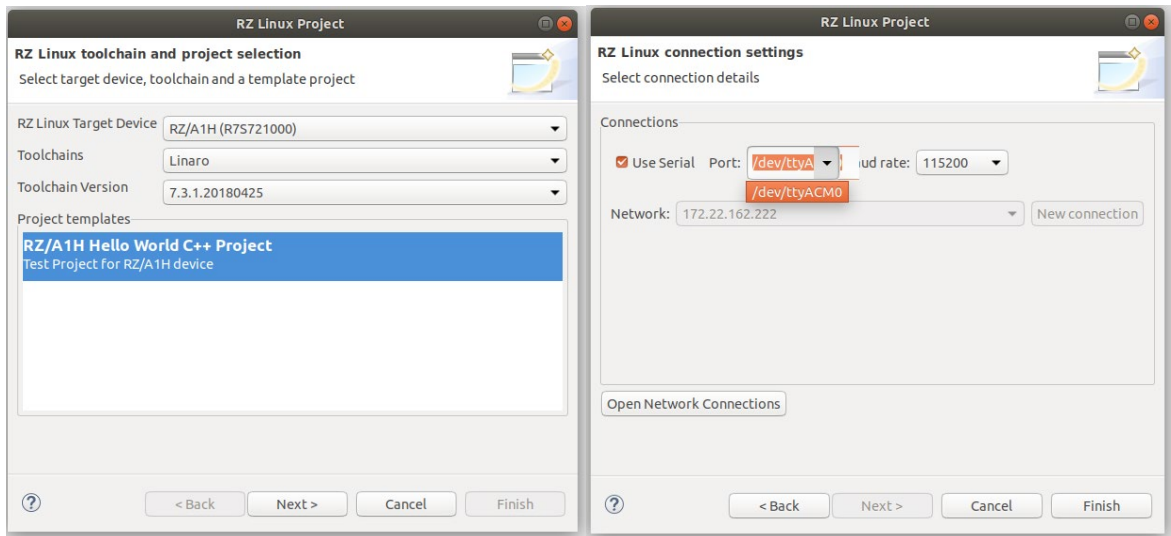 RZ Linux Project
RZ Linux toolchain and project selection
Select target device, toolchain and a template project
RZ Linux Target Device RZ/A1H (R7S721000)
Toolchains Linaro
Toolchain Version 7.3.1.20180425
Project templates
RZ/A1H Hello World C++ Project
Test Project for RZ/A1H device
< Back Next > Cancel Finish
RZ Linux Project
RZ Linux connection settings
Select connection details
Connections
Use Serial Port: /dev/ttyA ud rate: 115200
/dev/ttyACM0
Network: 172.22.162.222 New connection
Open Network Connections
< Back Next > Cancel Finish